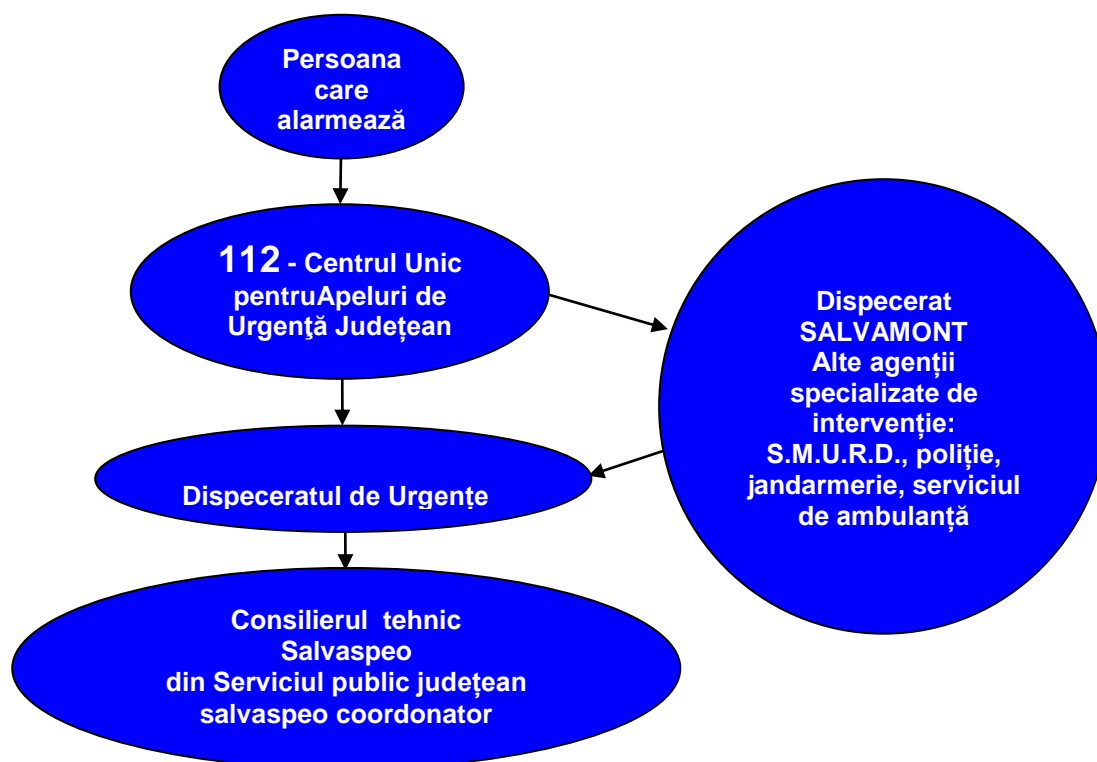 Persoana
care
alarmează
112 - Centrul Unic
pentruApeluri de
Urgenţă Județean
Dispecerat
SALVAMONT
Alte agenții
specializate de
intervenție:
S.M.U.R.D., poliție,
jandarmerie, serviciul
de ambulanță
Dispeceratul de Urgențe
Consilierul tehnic
Salvaspeo
din Serviciul public județean
salvaspeo coordonator